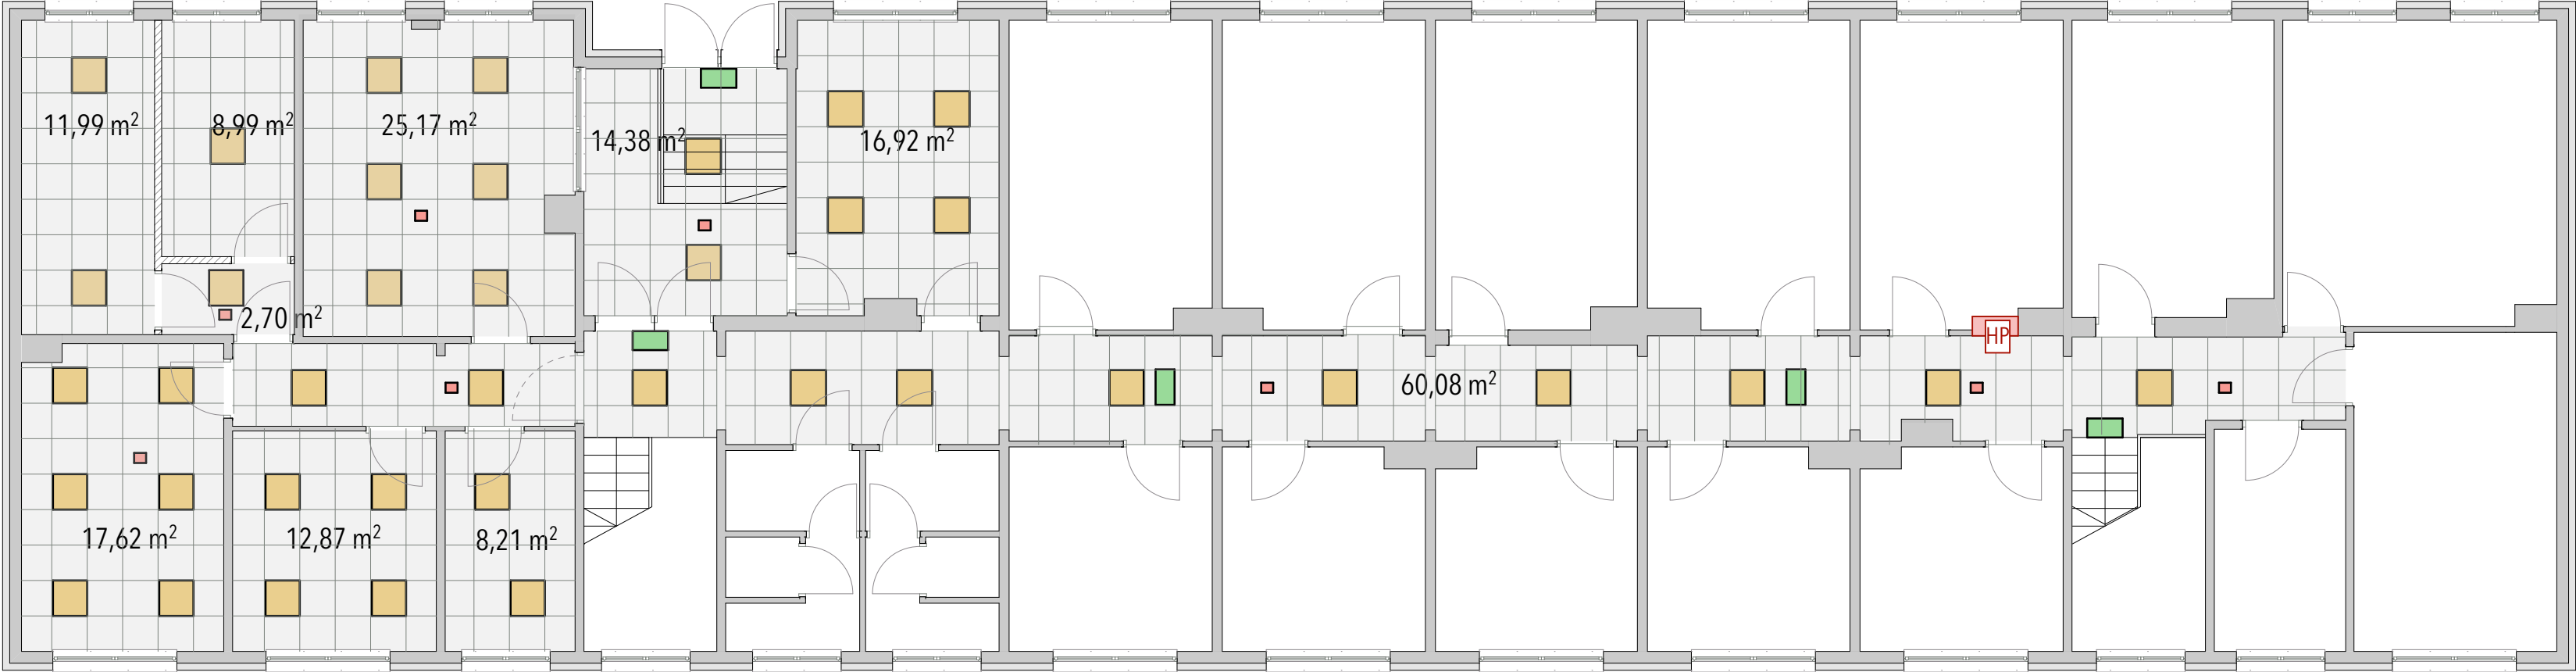 11,99 m²
8,99 m²
25,17 m²
14,38 m²
16,92 m²
2,70 m²
HP
60,08 m²
17,62 m²
12,87 m²
8,21 m²